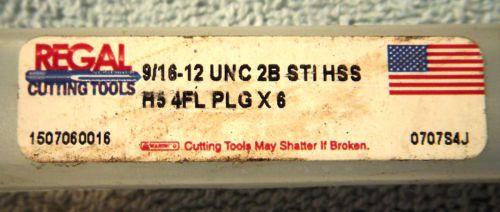 REGAL
CUTTING TOOLS
9/16-12 UNC 2B STI HSS
H5 4FL PLG X 6
1507060016
WARNING Cutting Tools May Shatter If Broken.
0707S4J